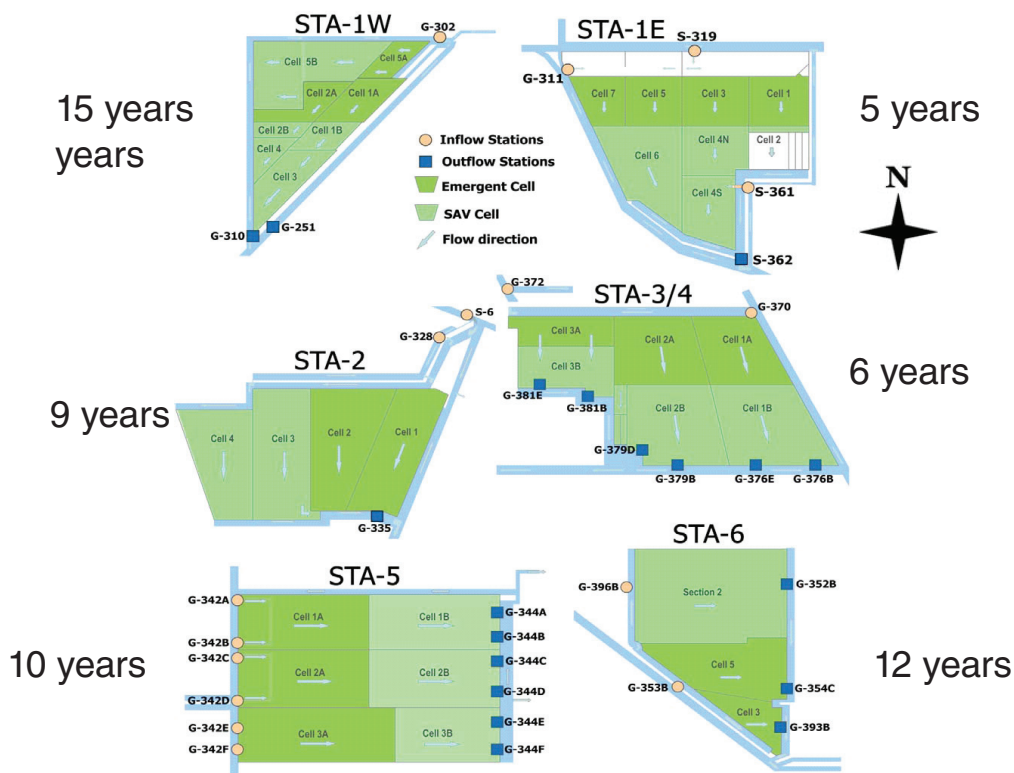 STA-1W
G-302
15 years
years
Cell 5A
Cell 5B
Cell 2A
Cell 1A
Cell 2B
Cell 1B
Cell 4
Cell 3
G-310
G-251
Inflow Stations
Outflow Stations
Emergent Cell
SAV Cell
Flow direction
STA-1E
S-319
G-311
Cell 7
Cell 5
Cell 3
Cell 1
Cell 6
Cell 4N
Cell 2
Cell 4S
S-361
S-362
5 years
N
STA-2
S-6
G-328
9 years
Cell 4
Cell 3
Cell 2
Cell 1
G-335
G-372
STA-3/4
G-370
Cell 3A
Cell 2A
Cell 1A
Cell 3B
G-381E
G-381B
Cell 2B
Cell 1B
G-379D
G-379B
G-376E
G-376B
6 years
STA-5
G-342A
G-342B
G-342C
G-342D
G-342E
G-342F
Cell 1A
Cell 1B
Cell 2A
Cell 2B
Cell 3A
Cell 3B
G-344A
G-344B
G-344C
G-344D
G-344E
G-344F
10 years
STA-6
G-396B
G-352B
Section 2
Cell 5
G-353B
G-354C
Cell 3
G-393B
12 years